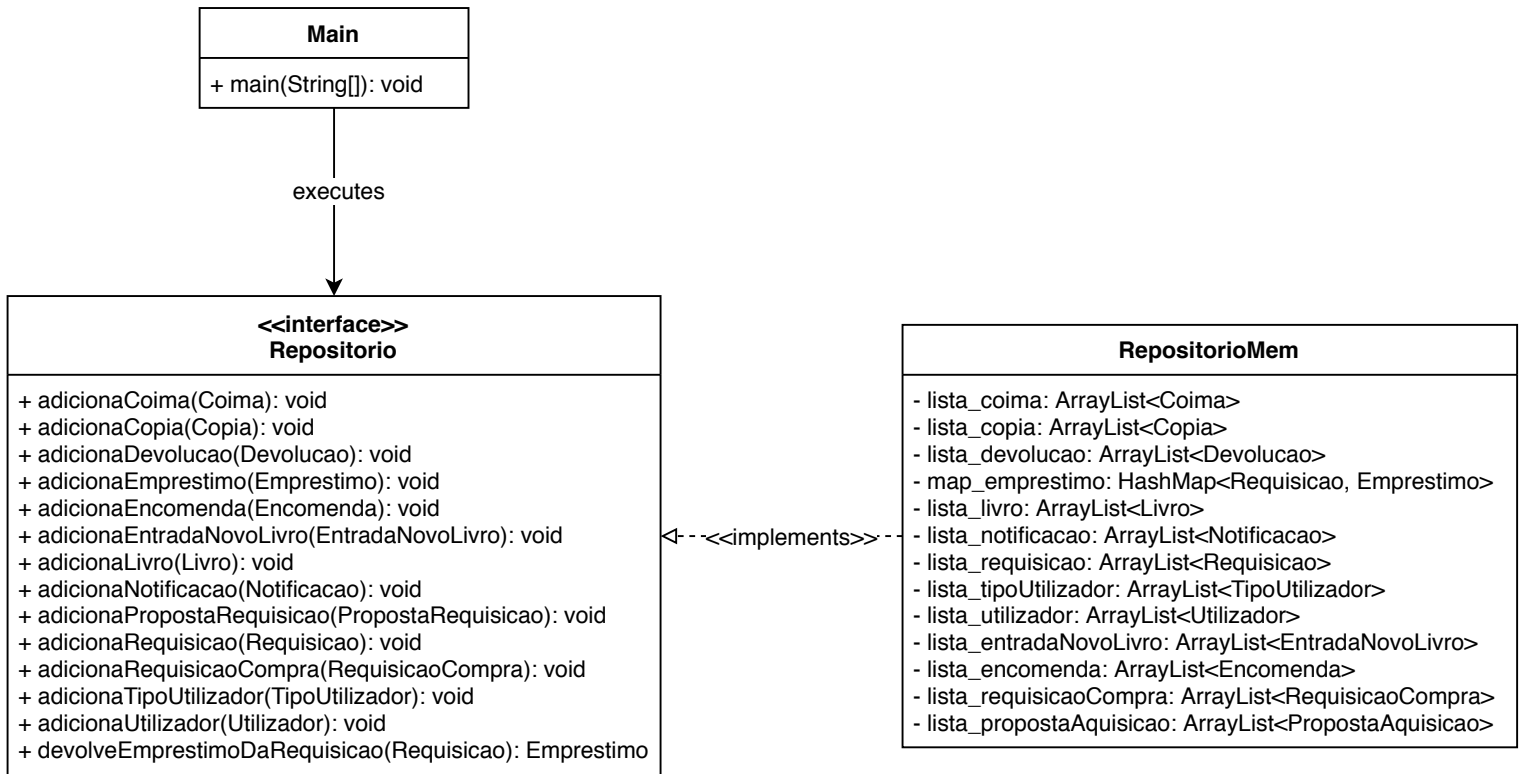 Main
+ main(String[]): void
executes
<<interface>>
Repositorio
+ adicionaCoima(Coima): void
+ adicionaCopia(Copia): void
+ adicionaDevolucao(Devolucao): void
+ adicionaEmprestimo(Emprestimo): void
+ adicionaEncomenda(Encomenda): void
+ adicionaEntradaNovoLivro(EntradaNovoLivro): void
+ adicionaLivro(Livro): void
+ adicionaNotificacao(Notificacao): void
+ adicionaPropostaRequisicao(PropostaRequisicao): void
+ adicionaRequisicao(Requisicao): void
+ adicionaRequisicaoCompra(RequisicaoCompra): void
+ adicionaTipoUtilizador(TipoUtilizador): void
+ adicionaUtilizador(Utilizador): void
+ devolveEmprestimoDaRequisicao(Requisicao): Emprestimo
<<implements>>
RepositorioMem
- lista_coima: ArrayList<Coima>
- lista_copia: ArrayList<Copia>
- lista_devolucao: ArrayList<Devolucao>
- map_emprestimo: HashMap<Requisicao, Emprestimo>
- lista_livro: ArrayList<Livro>
- lista_notificacao: ArrayList<Notificacao>
- lista_requisicao: ArrayList<Requisicao>
- lista_tipoUtilizador: ArrayList<TipoUtilizador>
- lista_utilizador: ArrayList<Utilizador>
- lista_entradaNovoLivro: ArrayList<EntradaNovoLivro>
- lista_encomenda: ArrayList<Encomenda>
- lista_requisicaoCompra: ArrayList<RequisicaoCompra>
- lista_propostaAquisicao: ArrayList<PropostaAquisicao>